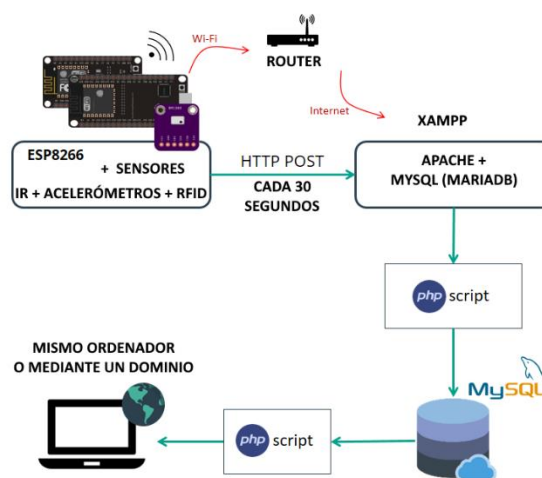 Wi-Fi
ROUTER
Internet
XAMPP
ESP8266
+ SENSORES
IR + ACELERÓMETROS + RFID
HTTP POST
CADA 30
SEGUNDOS
APACHE +
MYSQL (MARIADB)
php script
MISMO ORDENADOR
O MEDIANTE UN DOMINIO
MySQL
php script